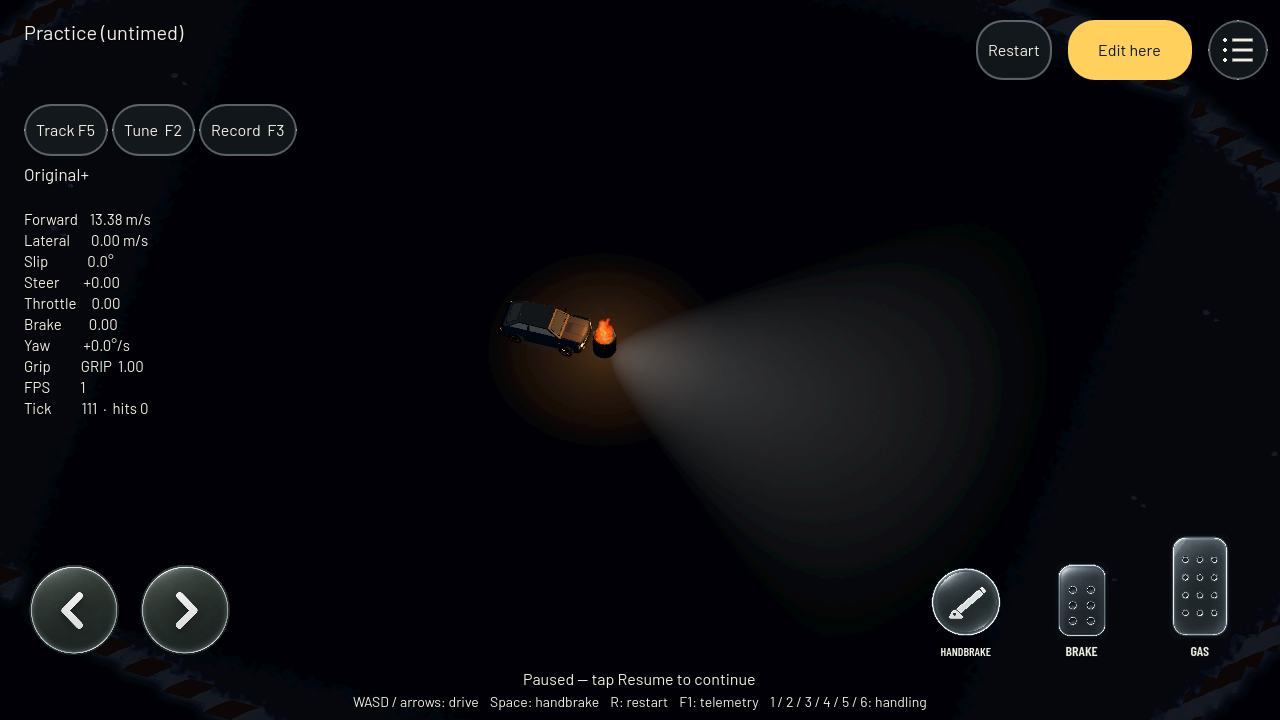 Practice (untimed)
Restart
Edit here
Track F5
Tune F2
Record F3
Original+
Forward 13.38 m/s
Lateral 0.00 m/s
Slip 0.0°
Steer +0.00
Throttle 0.00
Brake 0.00
Yaw +0.0°/s
Grip GRIP 1.00
FPS 1
Tick 111 · hits 0
HANDBRAKE
BRAKE
GAS
Paused — tap Resume to continue
WASD / arrows: drive Space: handbrake R: restart F1: telemetry 1 / 2 / 3 / 4 / 5 / 6: handling